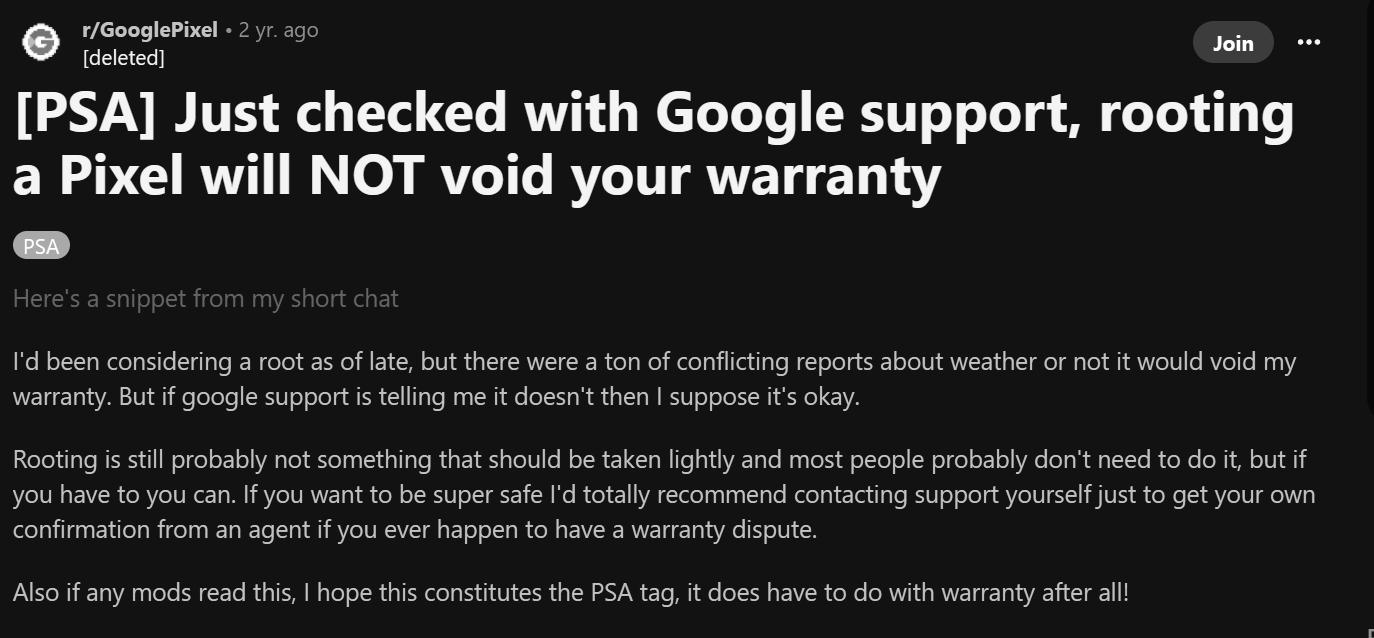 r/GooglePixel • 2 yr. ago
[deleted]
Join
[PSA] Just checked with Google support, rooting
a Pixel will NOT void your warranty
PSA
Here's a snippet from my short chat
I'd been considering a root as of late, but there were a ton of conflicting reports about weather or not it would void my
warranty. But if google support is telling me it doesn't then I suppose it's okay.
Rooting is still probably not something that should be taken lightly and most people probably don't need to do it, but if
you have to you can. If you want to be super safe I'd totally recommend contacting support yourself just to get your own
confirmation from an agent if you ever happen to have a warranty dispute.
Also if any mods read this, I hope this constitutes the PSA tag, it does have to do with warranty after all!